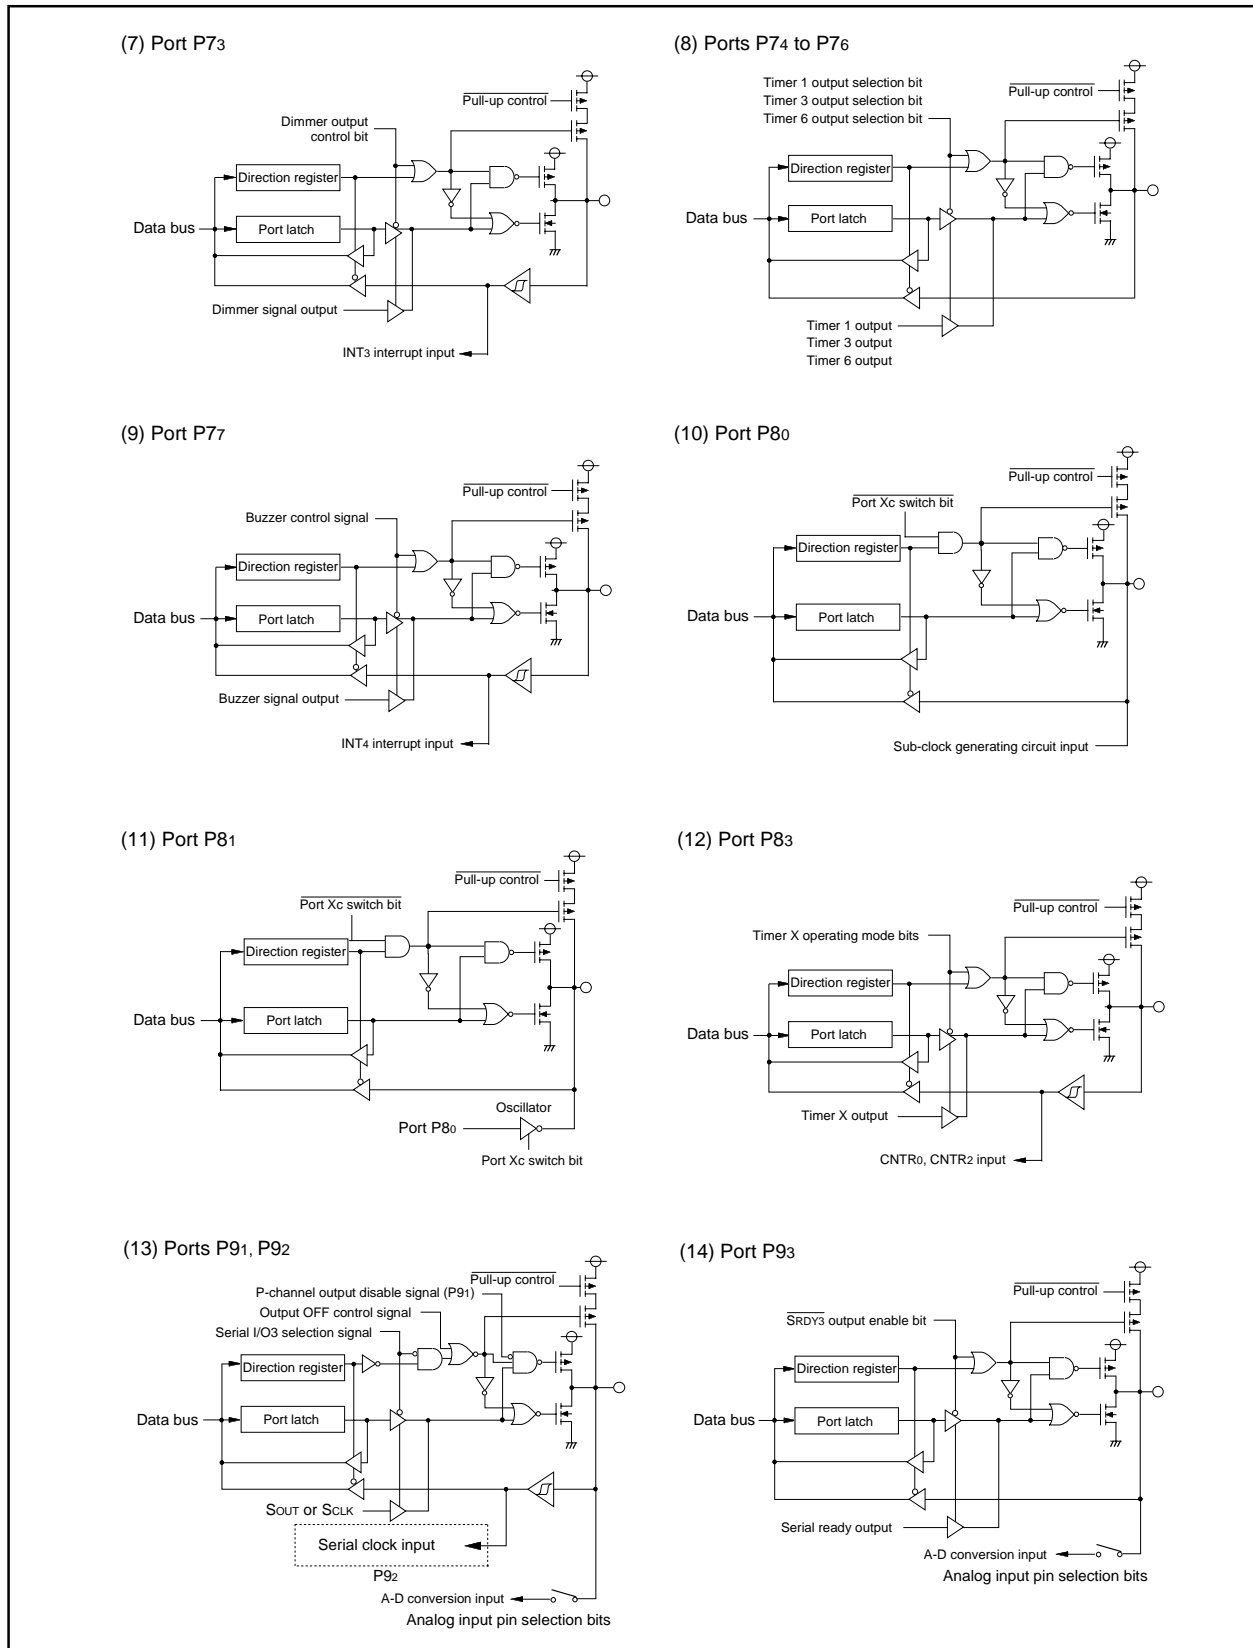 (7) Port P73
Pull-up control
Dimmer output
control bit
Direction register
Data bus
Port latch
Dimmer signal output
INT3 interrupt input
(8) Ports P74 to P76
Timer 1 output selection bit
Timer 3 output selection bit
Timer 6 output selection bit
Pull-up control
Direction register
Data bus
Port latch
Timer 1 output
Timer 3 output
Timer 6 output
(9) Port P77
Pull-up control
Buzzer control signal
Direction register
Data bus
Port latch
Buzzer signal output
INT4 interrupt input
(10) Port P80
Pull-up control
Port Xc switch bit
Direction register
Data bus
Port latch
Sub-clock generating circuit input
(11) Port P81
Pull-up control
Port Xc switch bit
Direction register
Data bus
Port latch
Oscillator
Port P80
Port Xc switch bit
(12) Port P83
Pull-up control
Timer X operating mode bits
Direction register
Data bus
Port latch
Timer X output
CNTR0, CNTR2 input
(13) Ports P91, P92
Pull-up control
P-channel output disable signal (P91)
Output OFF control signal
Serial I/O3 selection signal
Direction register
Data bus
Port latch
SOUT or SCLK
Serial clock input
P92
A-D conversion input
Analog input pin selection bits
(14) Port P93
Pull-up control
SRDY3 output enable bit
Direction register
Data bus
Port latch
Serial ready output
A-D conversion input
Analog input pin selection bits